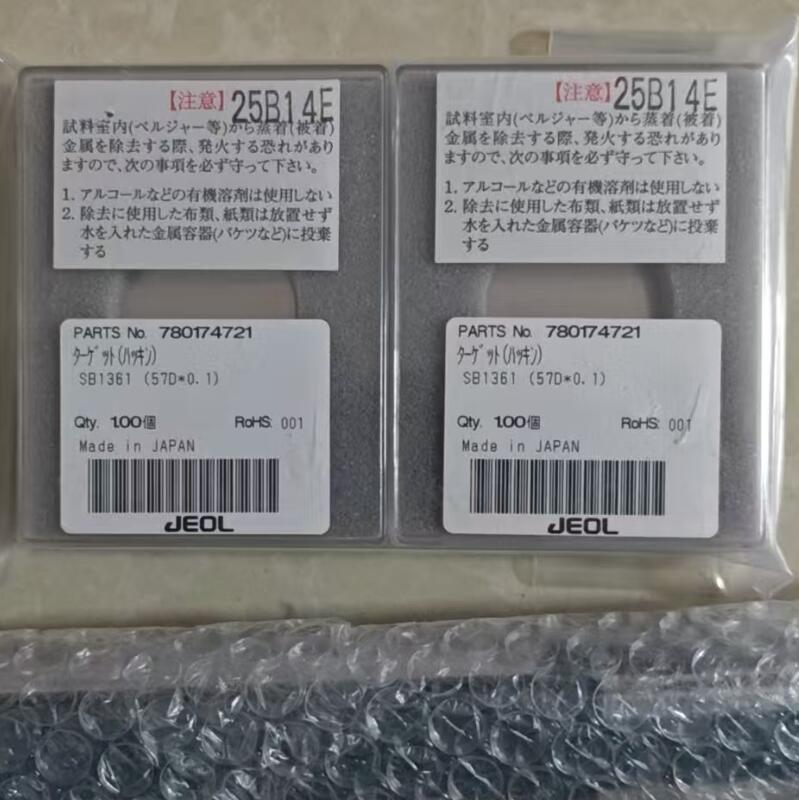 【注意】 25B14E
試料室内(ベルジャー等)から蒸着(被着)
金属を除去する際、発火する恐れがあり
ますので、次の事項を必ず守って下さい。
1. アルコールなどの有機溶剤は使用しない
2. 除去に使用した布類、紙類は放置せず
水を入れた金属容器(バケツなど)に投棄
する
PARTS No. 780174721
ターゲット(ハッキン)
SB1361 (57D*0.1)
Qty. 1.00個 RoHS: 001
Made in JAPAN
JEOL
【注意】 25B14E
試料室内(ベルジャー等)から蒸着(被着)
金属を除去する際、発火する恐れがあり
ますので、次の事項を必ず守って下さい。
1. アルコールなどの有機溶剤は使用しない
2. 除去に使用した布類、紙類は放置せず
水を入れた金属容器(バケツなど)に投棄
する
PARTS No. 780174721
ターゲット(ハッキン)
SB1361 (57D*0.1)
Qty. 1.00個 RoHS: 001
Made in JAPAN
JEOL